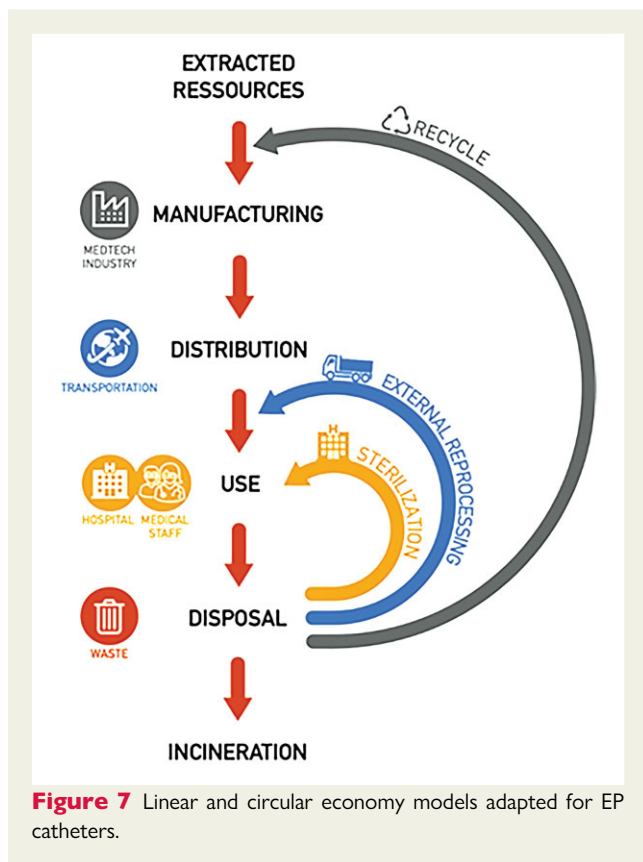 EXTRACTED
RESSOURCES
RECYCLE
MANUFACTURING
MEDTECH
INDUSTRY
DISTRIBUTION
TRANSPORTATION
EXTERNAL REPROCESSING
H
STERILIZATION
H
USE
HOSPITAL MEDICAL
STAFF
DISPOSAL
WASTE
INCINERATION
Figure 7 Linear and circular economy models adapted for EP
catheters.